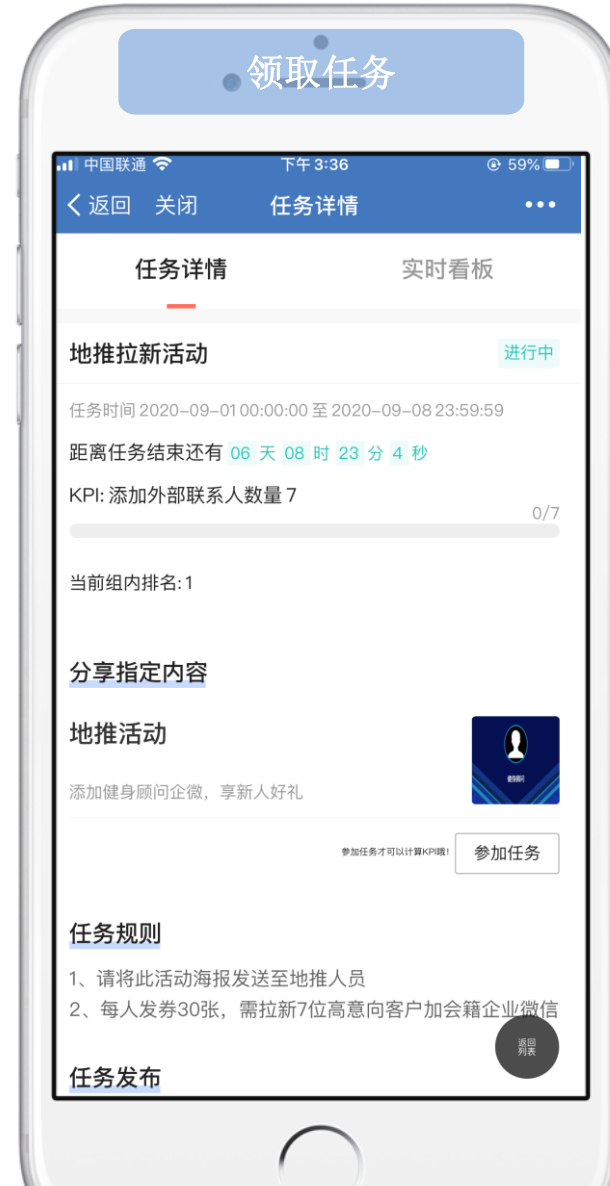 领取任务
中国联通 下午 3:36 59%
返回 关闭 任务详情
任务详情 实时看板
地推拉新活动 进行中
任务时间 2020-09-01 00:00:00 至 2020-09-08 23:59:59
距离任务结束还有 06 天 08 时 23 分 4 秒
KPI: 添加外部联系人数量 7
0/7
当前组内排名: 1
分享指定内容
地推活动
健身顾问
添加健身顾问企微，享新人好礼
参加任务才可以计算KPI哦! 参加任务
任务规则
1、请将此活动海报发送至地推人员
2、每人发券30张，需拉新7位高意向客户加会籍企业微信
返回
列表
任务发布